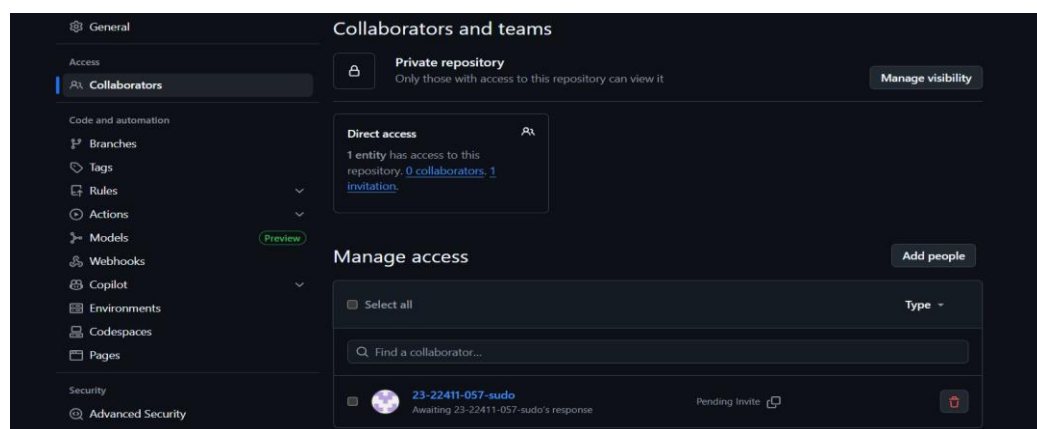 General
Access
Collaborators
Code and automation
Branches
Tags
Rules
Actions
Models Preview
Webhooks
Copilot
Environments
Codespaces
Pages
Security
Advanced Security
Collaborators and teams
Private repository
Only those with access to this repository can view it
Manage visibility
Direct access
1 entity has access to this
repository. 0 collaborators. 1
invitation.
Manage access
Add people
Select all
Type
Find a collaborator...
23-22411-057-sudo
Awaiting 23-22411-057-sudo's response
Pending Invite